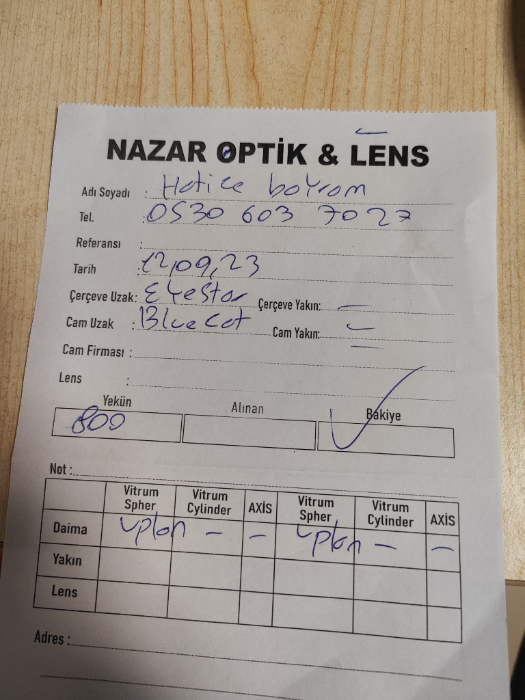 NAZAR OPTİK & LENS
Adı Soyadı : Hatice bayram
Tel. : 0530 603 7027
Referansı :
Tarih : 12,09,23
Çerçeve Uzak: Eyestar Çerçeve Yakın: —
Cam Uzak : Bluecat Cam Yakın: —
Cam Firması :
Lens :
Yekün Alınan Bakiye
800
Not :
Vitrum Spher Vitrum Cylinder AXİS Vitrum Spher Vitrum Cylinder AXİS
Daima plan — — plan — —
Yakın
Lens
Adres :